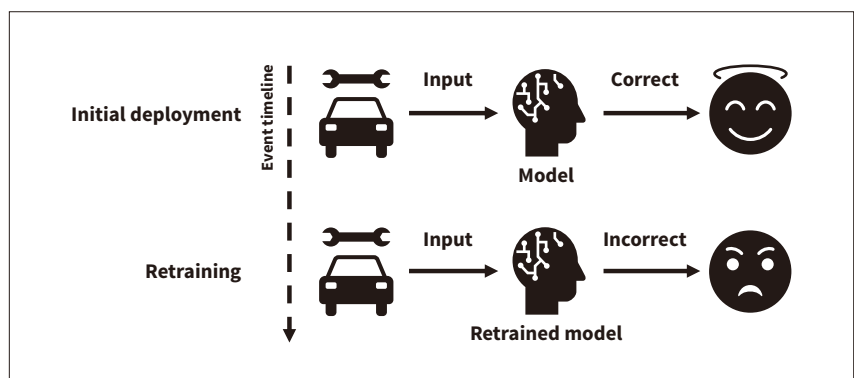 Event timeline
Initial deployment
Input
Correct
Model
Retraining
Input
Incorrect
Retrained model